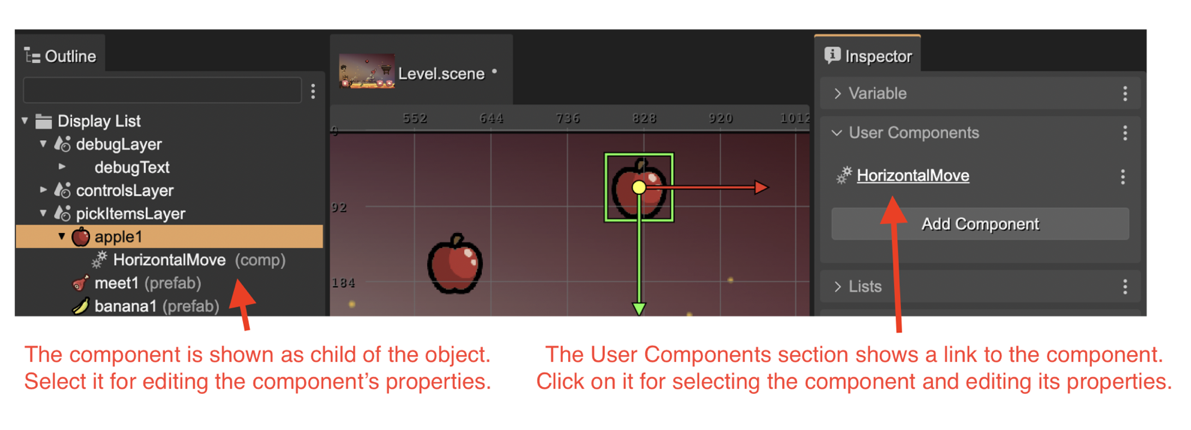 Outline
Level.scene
Inspector
Variable
Display List
552 644 736 828 920 1012
debugLayer
0
User Components
debugText
HorizontalMove
controlsLayer
92
pickItemsLayer
Add Component
apple1
HorizontalMove (comp)
meet1 (prefab)
184
Lists
banana1 (prefab)
The component is shown as child of the object.
Select it for editing the component's properties.
The User Components section shows a link to the component.
Click on it for selecting the component and editing its properties.